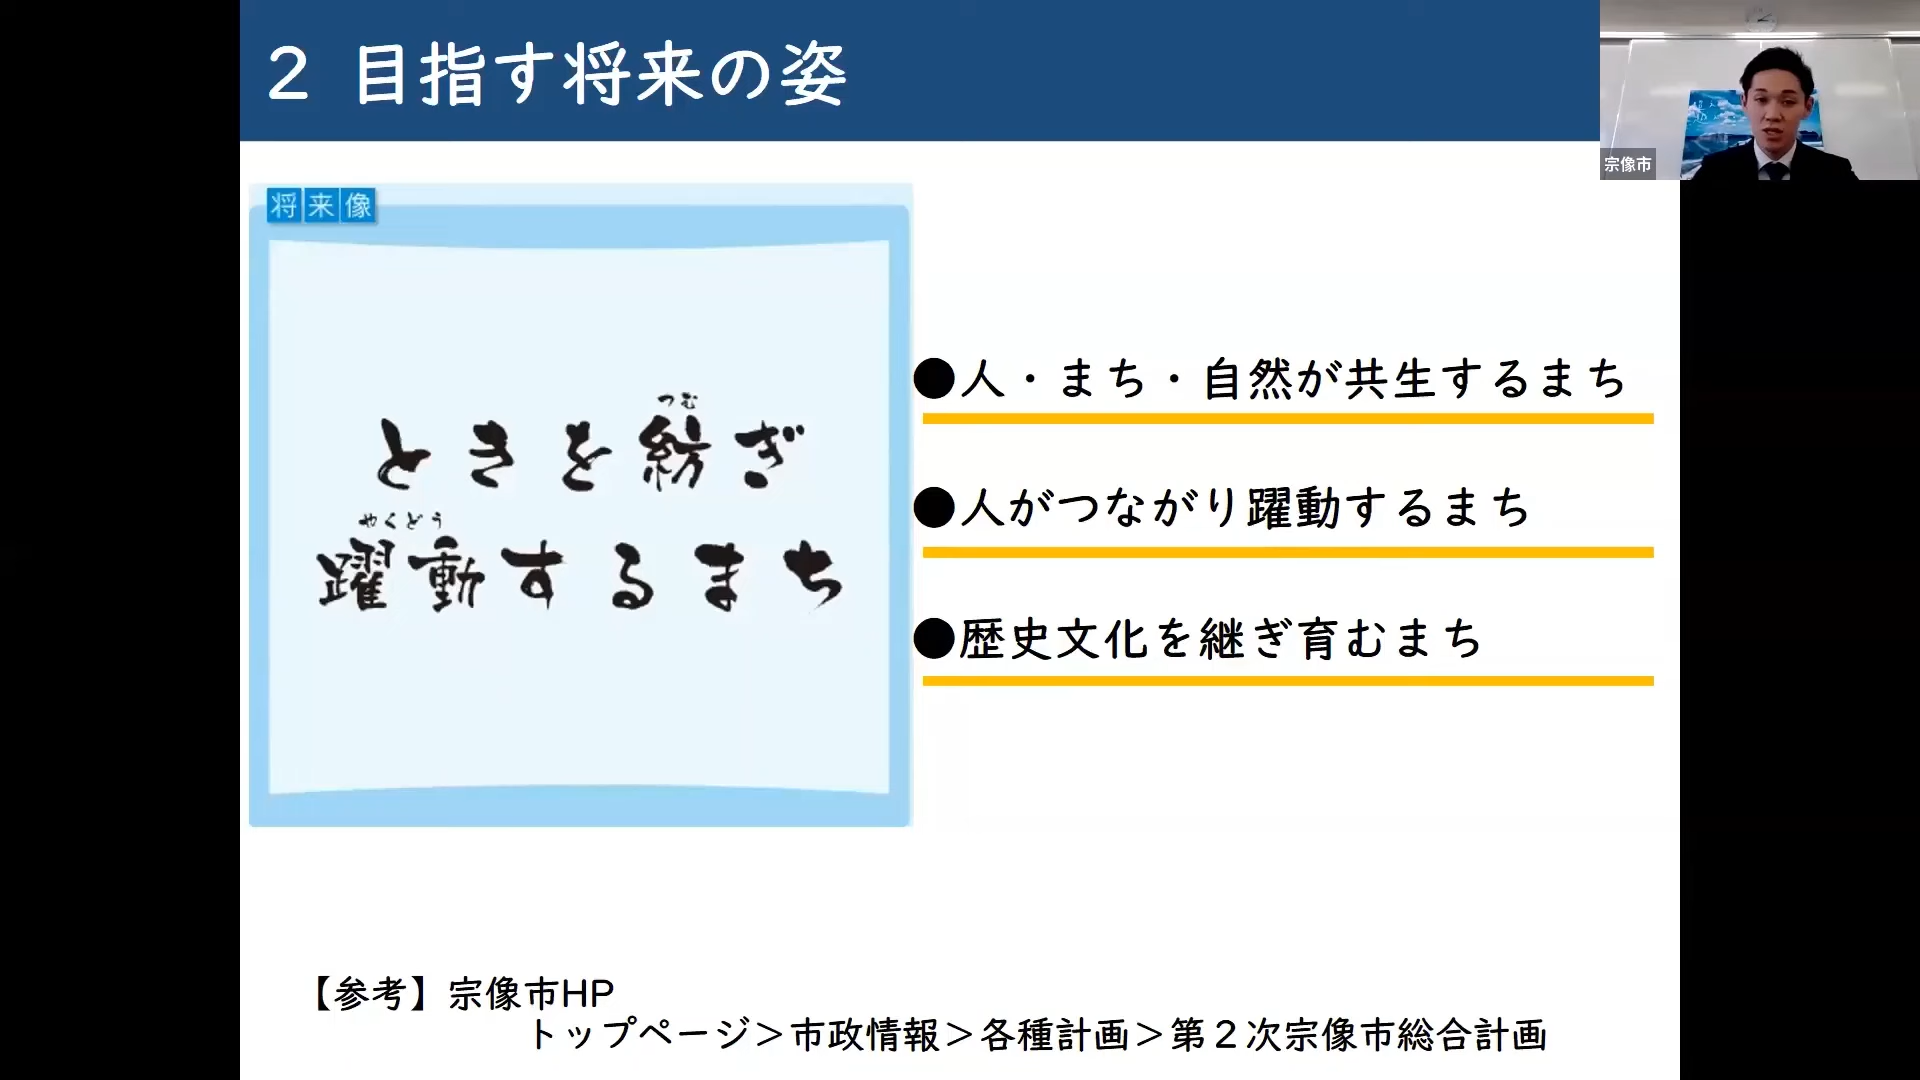 2 目指す将来の姿
宗像市
将来像
つむ
ときを紡ぎ
やくどう
躍動するまち
●人・まち・自然が共生するまち
●人がつながり躍動するまち
●歴史文化を継ぎ育むまち
【参考】宗像市HP
トップページ＞市政情報＞各種計画＞第２次宗像市総合計画